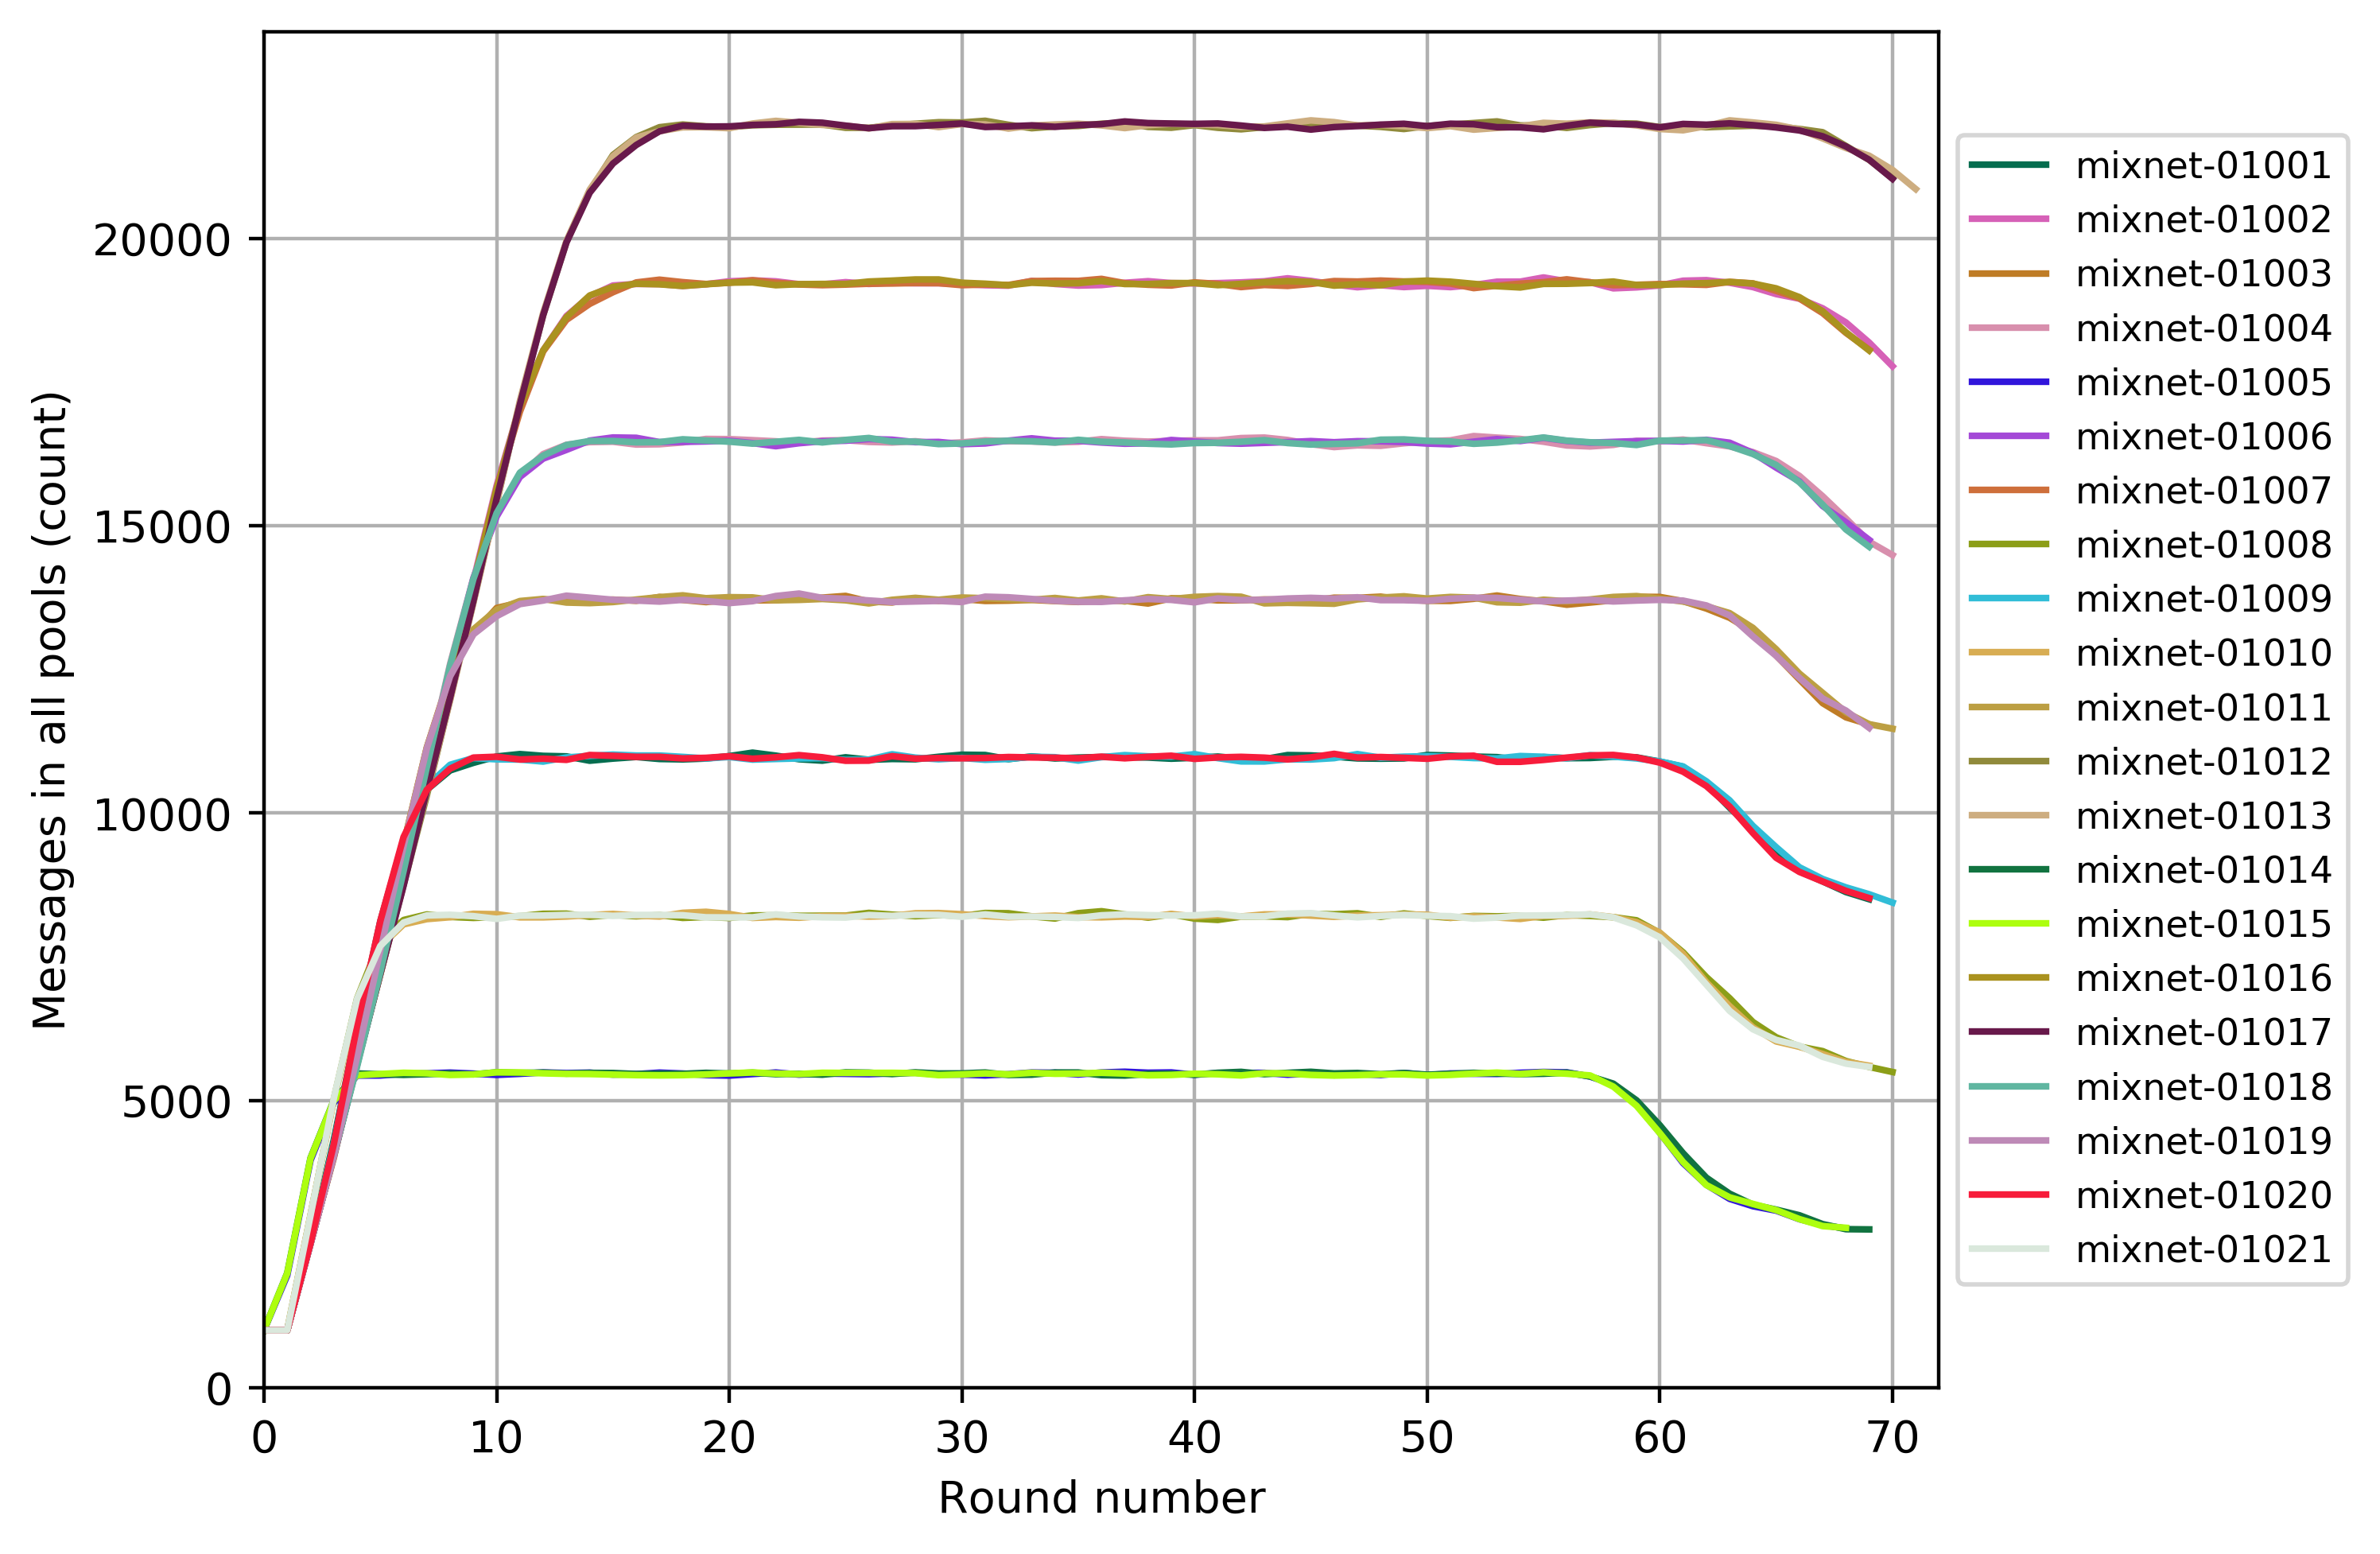 Messages in all pools (count)
20000
15000
10000
5000
0
0 10 20 30 40 50 60 70
Round number
mixnet-01001
mixnet-01002
mixnet-01003
mixnet-01004
mixnet-01005
mixnet-01006
mixnet-01007
mixnet-01008
mixnet-01009
mixnet-01010
mixnet-01011
mixnet-01012
mixnet-01013
mixnet-01014
mixnet-01015
mixnet-01016
mixnet-01017
mixnet-01018
mixnet-01019
mixnet-01020
mixnet-01021